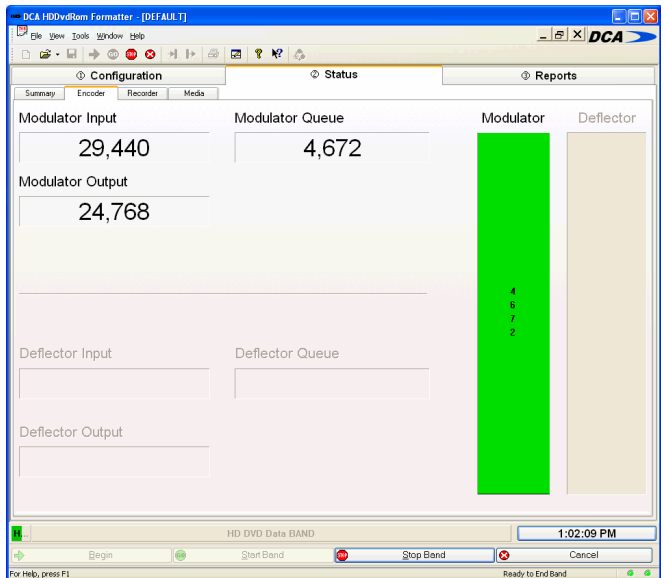 DCA HDDvdRom Formatter - [DEFAULT]
File View Tools Window Help
DCA
① Configuration ② Status ③ Reports
Summary Encoder Recorder Media
Modulator Input Modulator Queue Modulator Deflector
29,440 4,672
Modulator Output
24,768
4
6
7
2
Deflector Input Deflector Queue
Deflector Output
H... HD DVD Data BAND 1:02:09 PM
Begin Start Band STOP Stop Band Cancel
For Help, press F1 Ready to End Band